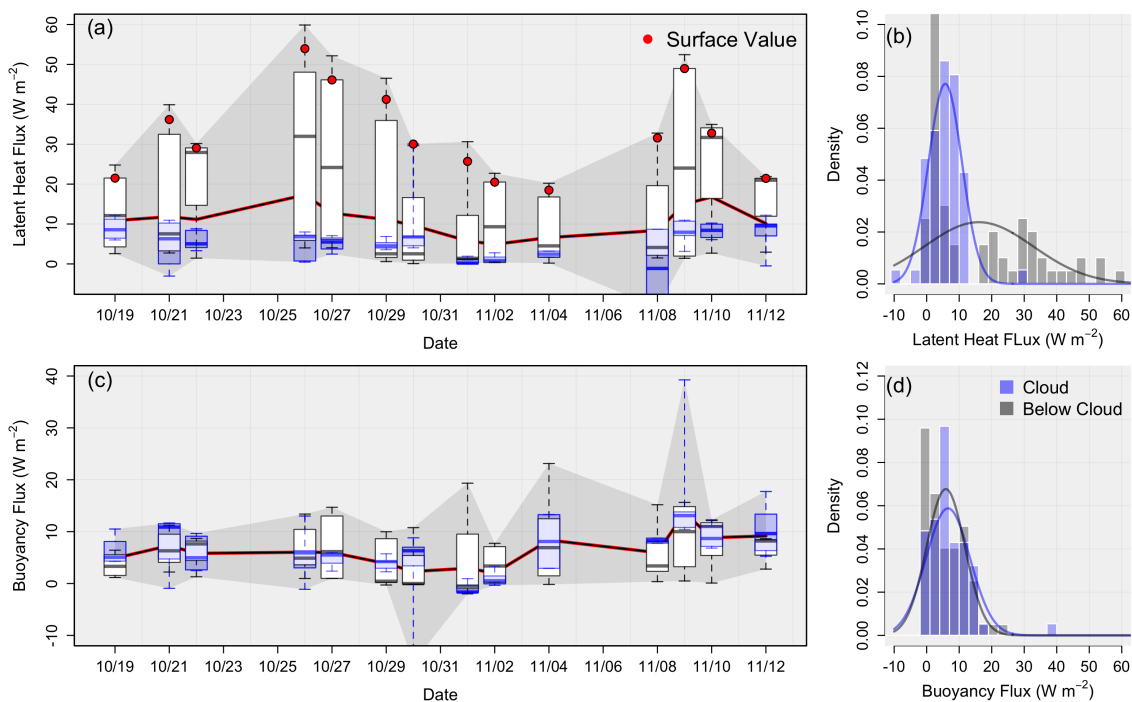 (a)
Surface Value
Latent Heat Flux (W m−2)
60
50
40
30
20
10
0
10/19 10/21 10/23 10/25 10/27 10/29 10/31 11/02 11/04 11/06 11/08 11/10 11/12
Date
(b)
Density
0.10
0.08
0.06
0.04
0.02
0.00
-10 0 10 20 30 40 50 60
Latent Heat FLux (W m−2)
(c)
Buoyancy Flux (W m−2)
40
30
20
10
0
-10
10/19 10/21 10/23 10/25 10/27 10/29 10/31 11/02 11/04 11/06 11/08 11/10 11/12
Date
(d)
Cloud
Below Cloud
Density
0.12
0.10
0.08
0.06
0.04
0.02
0.00
-10 0 10 20 30 40 50 60
Buoyancy Flux (W m−2)